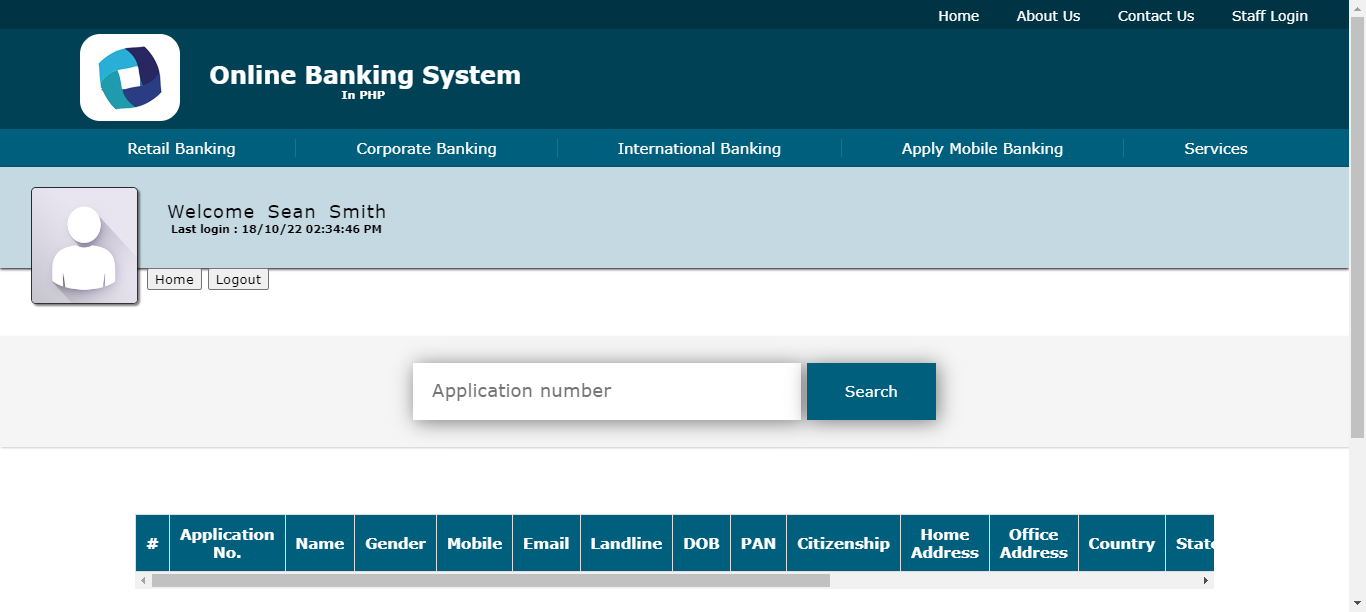 Home About Us Contact Us Staff Login
Online Banking System
In PHP
Retail Banking Corporate Banking International Banking Apply Mobile Banking Services
Welcome Sean Smith
Last login : 18/10/22 02:34:46 PM
Home Logout
Application number Search
# Application No. Name Gender Mobile Email Landline DOB PAN Citizenship Home Address Office Address Country State